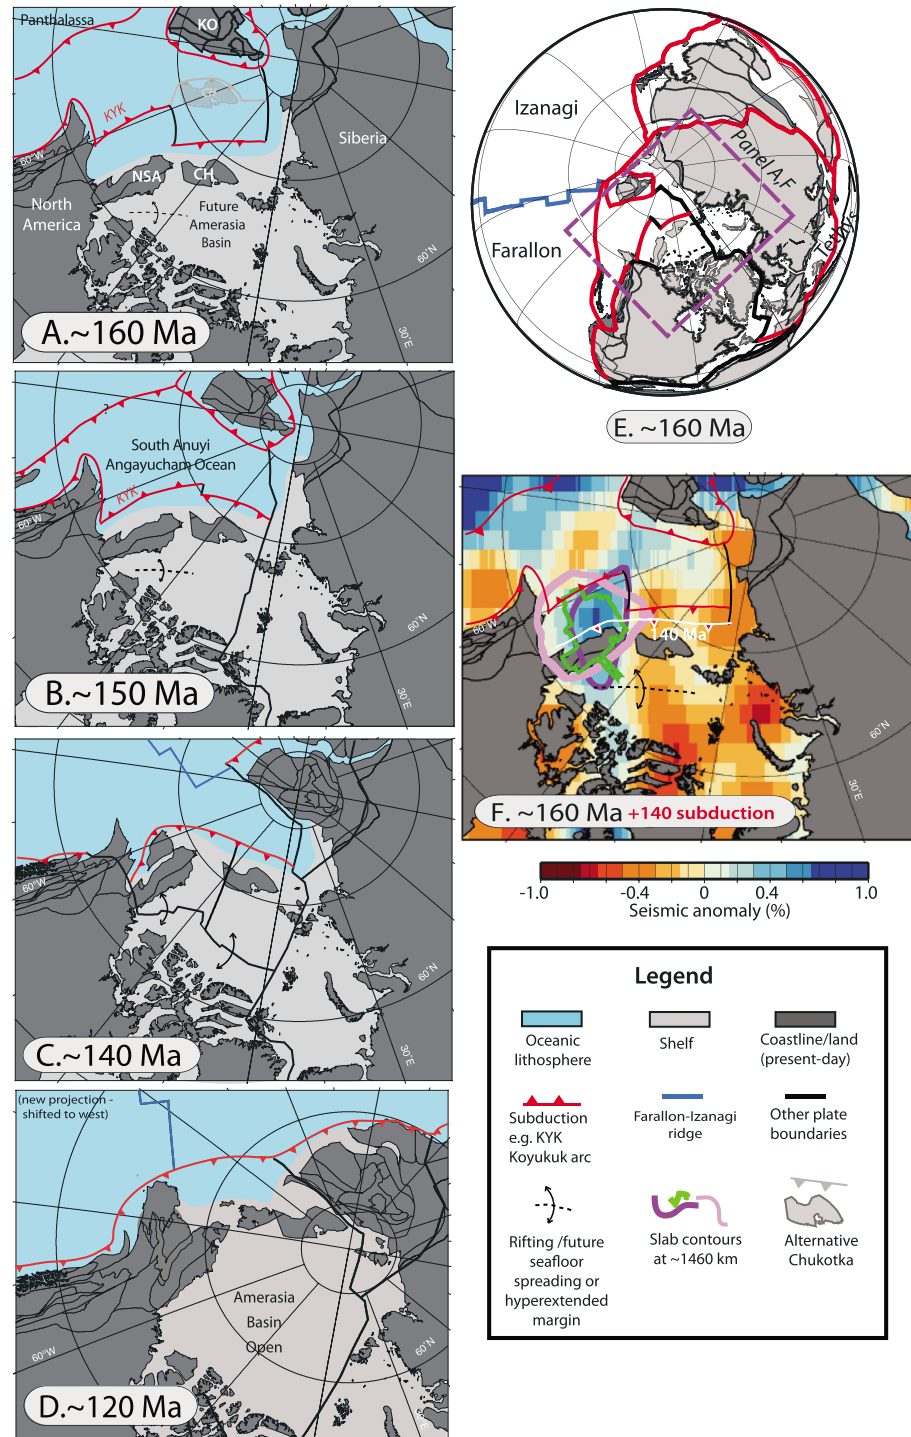 Panthalassa
KO
CH
KYK
Siberia
60°W
NSA
CH
North
America
Future
Amerasia
Basin
60°N
30°E
A.~160 Ma
?
South Anuyi
Angayucham Ocean
KYK
60°W
60°N
30°E
B.~150 Ma
60°W
60°N
30°E
C.~140 Ma
(new projection -
shifted to west)
Amerasia
Basin
Open
60°W
60°N
D.~120 Ma
Izanagi
Panel A,F
Farallon
Tethys
E. ~160 Ma
60°W
140 Ma
60°N
30°E
F. ~160 Ma +140 subduction
-1.0 -0.4 0 0.4 1.0
Seismic anomaly (%)
Legend
Oceanic
lithosphere
Shelf
Coastline/land
(present-day)
Subduction
e.g. KYK
Koyukuk arc
Farallon-Izanagi
ridge
Other plate
boundaries
Rifting /future
seafloor
spreading or
hyperextended
margin
Slab contours
at ~1460 km
Alternative
Chukotka